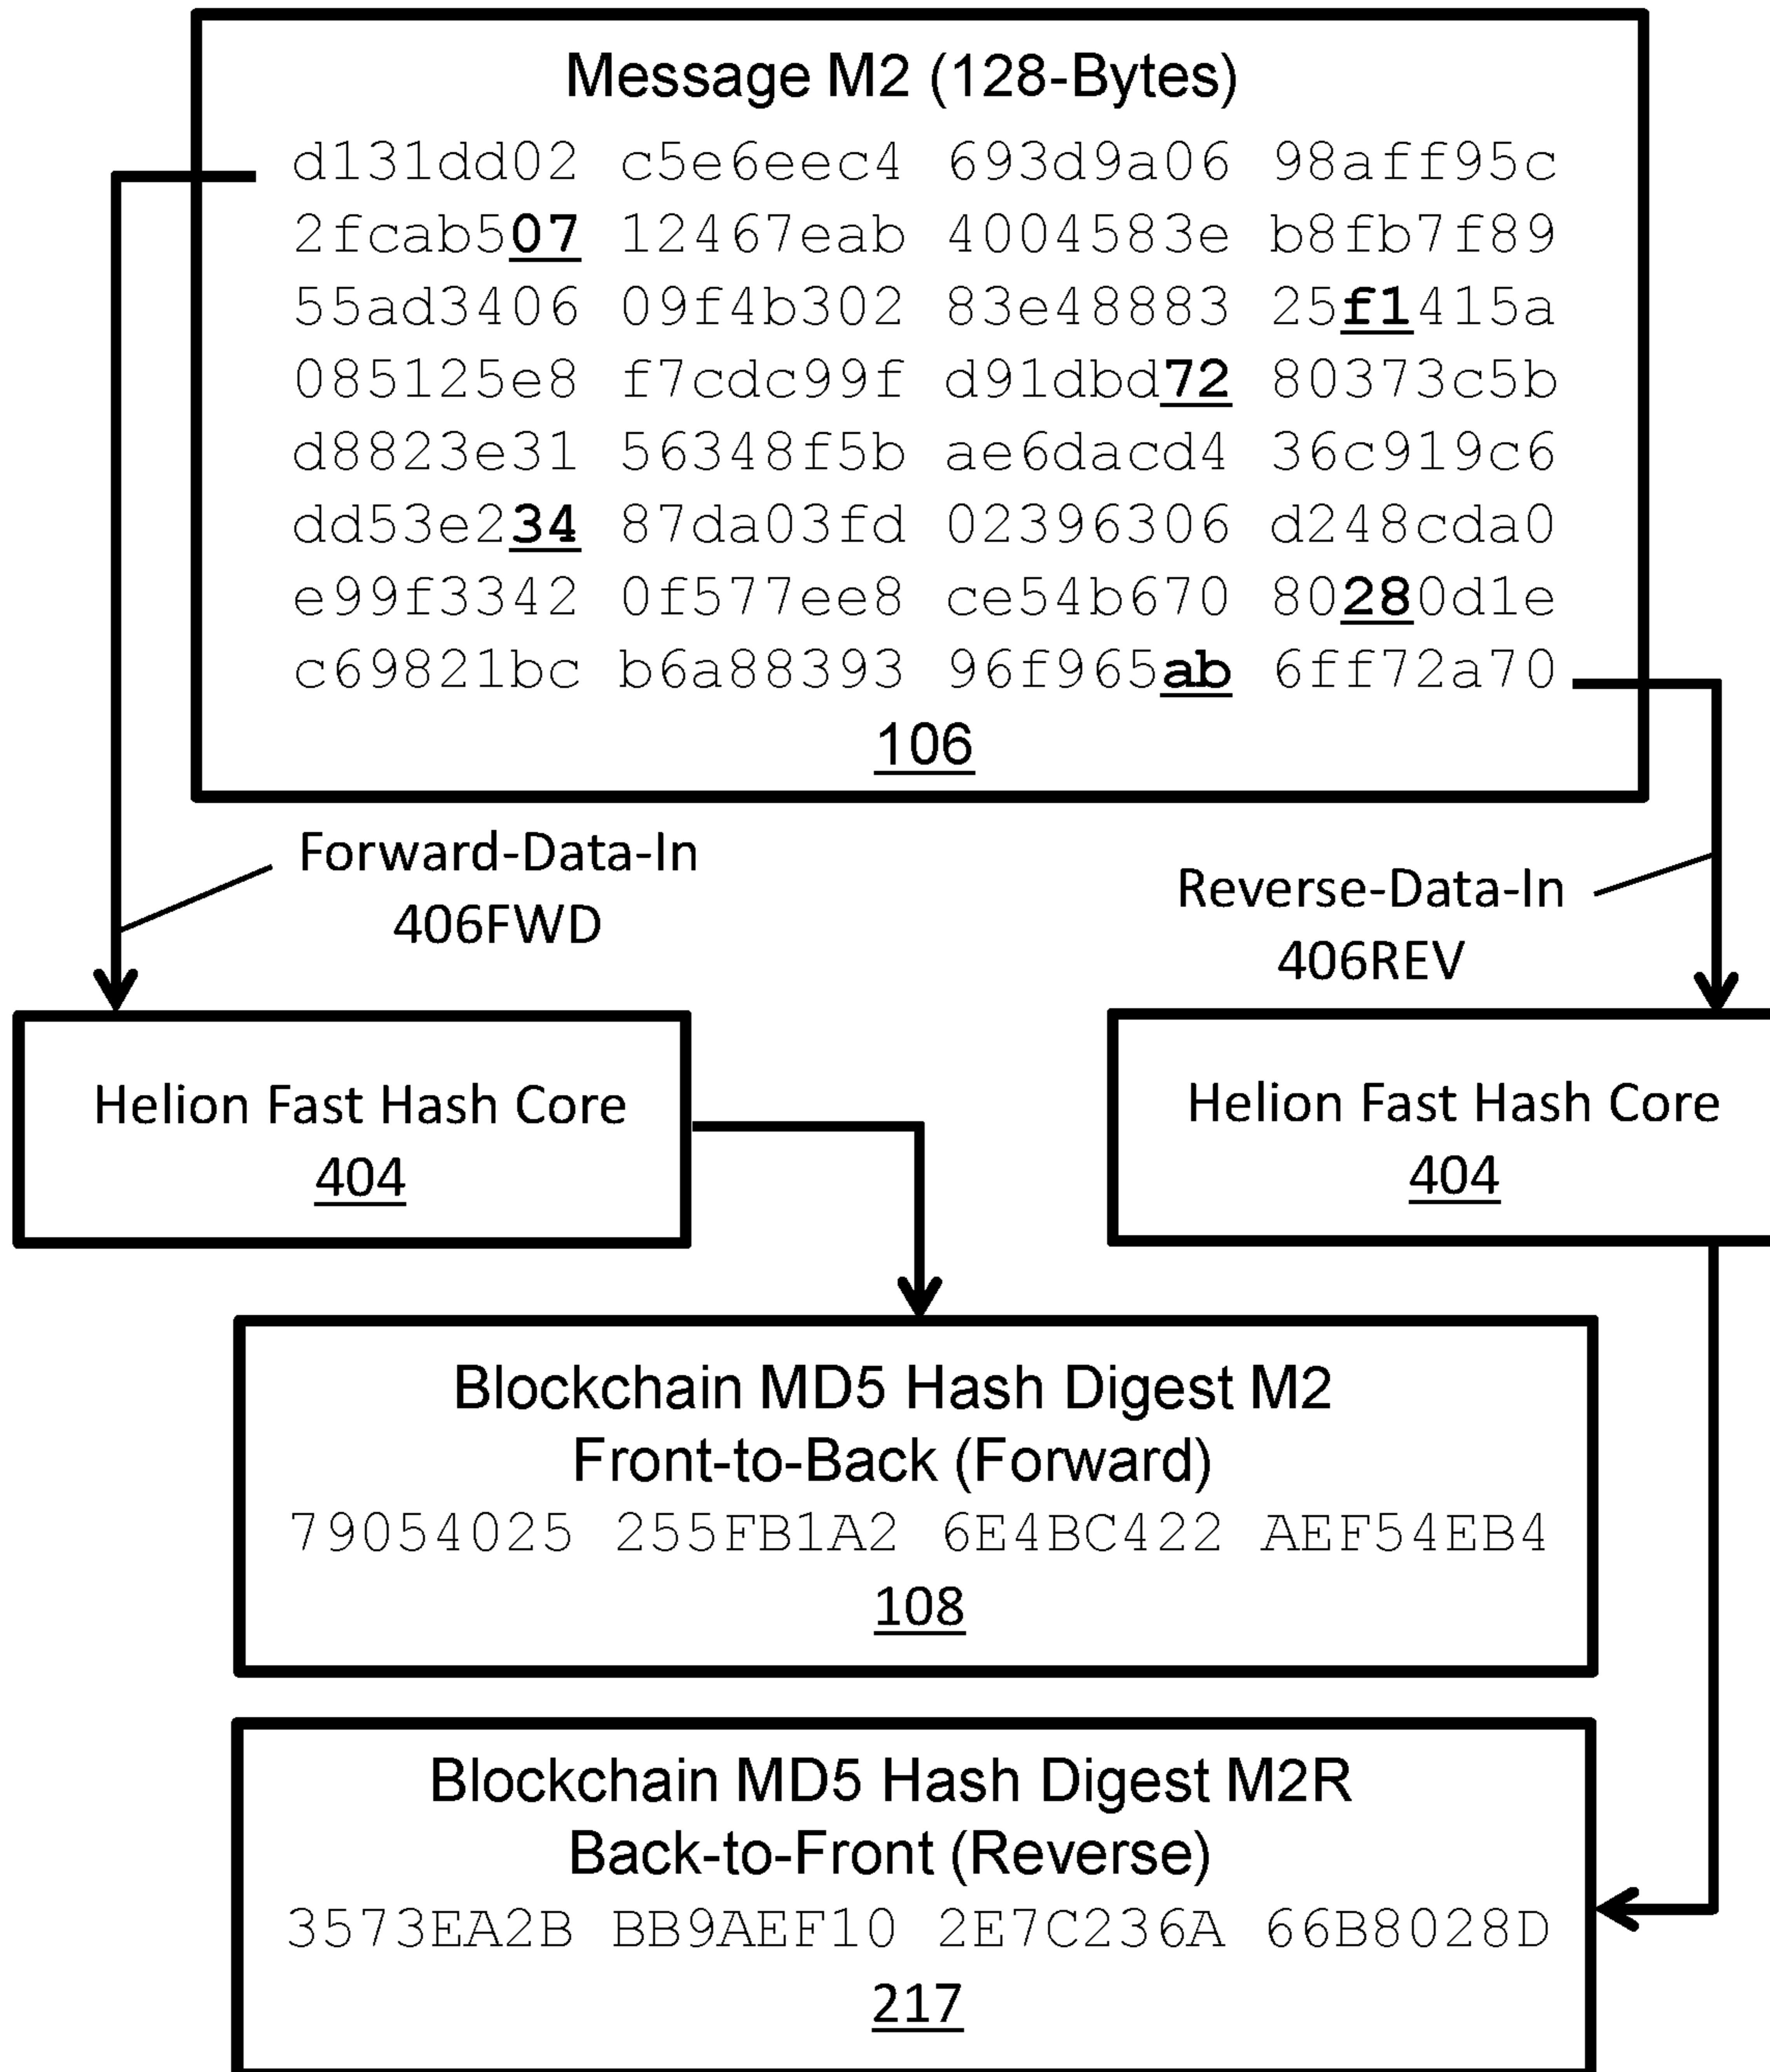 Message M2 (128-Bytes)
d131dd02 c5e6eec4 693d9a06 98aff95c
2fcab507 12467eab 4004583e b8fb7f89
55ad3406 09f4b302 83e48883 25f1415a
085125e8 f7cdc99f d91dbd72 80373c5b
d8823e31 56348f5b ae6dacd4 36c919c6
dd53e234 87da03fd 02396306 d248cda0
e99f3342 0f577ee8 ce54b670 80280d1e
c69821bc b6a88393 96f965ab 6ff72a70
106
Forward-Data-In
406FWD
Reverse-Data-In
406REV
Helion Fast Hash Core
404
Helion Fast Hash Core
404
Blockchain MD5 Hash Digest M2
Front-to-Back (Forward)
79054025 255FB1A2 6E4BC422 AEF54EB4
108
Blockchain MD5 Hash Digest M2R
Back-to-Front (Reverse)
3573EA2B BB9AEF10 2E7C236A 66B8028D
217